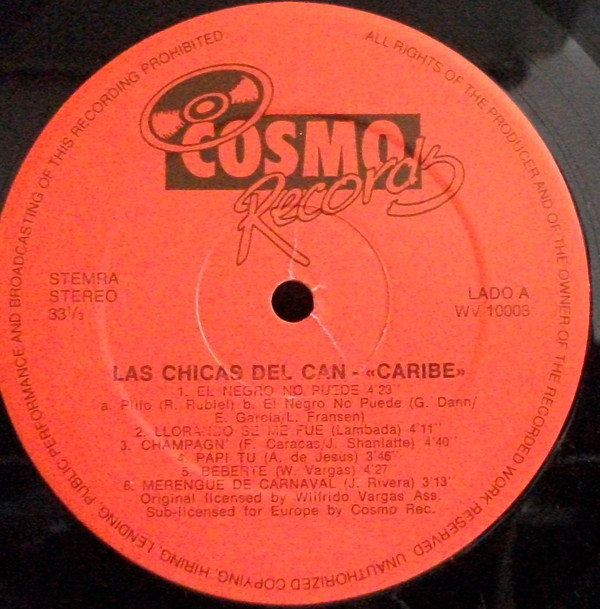 ALL RIGHTS OF THE PRODUCER AND OF THE OWNER OF THE RECORDED WORK RESERVED. UNAUTHORIZED COPYING, HIRING, LENDING, PUBLIC PERFORMANCE AND BROADCASTING OF THIS RECORDING PROHIBITED
COSMO
Records
STEMRA
STEREO
33⅓
LADO A
WV 10003
LAS CHICAS DEL CAN - «CARIBE»
1. EL NEGRO NO PUEDE 4'23''
a. Pilfo (R. Rubiel) b. El Negro No Puede (G. Dann/
E. Garcia/L. Fransen)
2. LLORANDO SE ME FUE (Lambada) 4'11''
3. CHAMPAGN' (F. Caracas/J. Shanlatte) 4'40''
4. PAPI TU (A. de Jesus) 3'46''
5. BEBERTE (W. Vargas) 4'27''
6. MERENGUE DE CARNAVAL (J. Rivera) 3'13''
Original licensed by Wilfrido Vargas Ass.
Sub-licensed for Europe by Cosmo Rec.